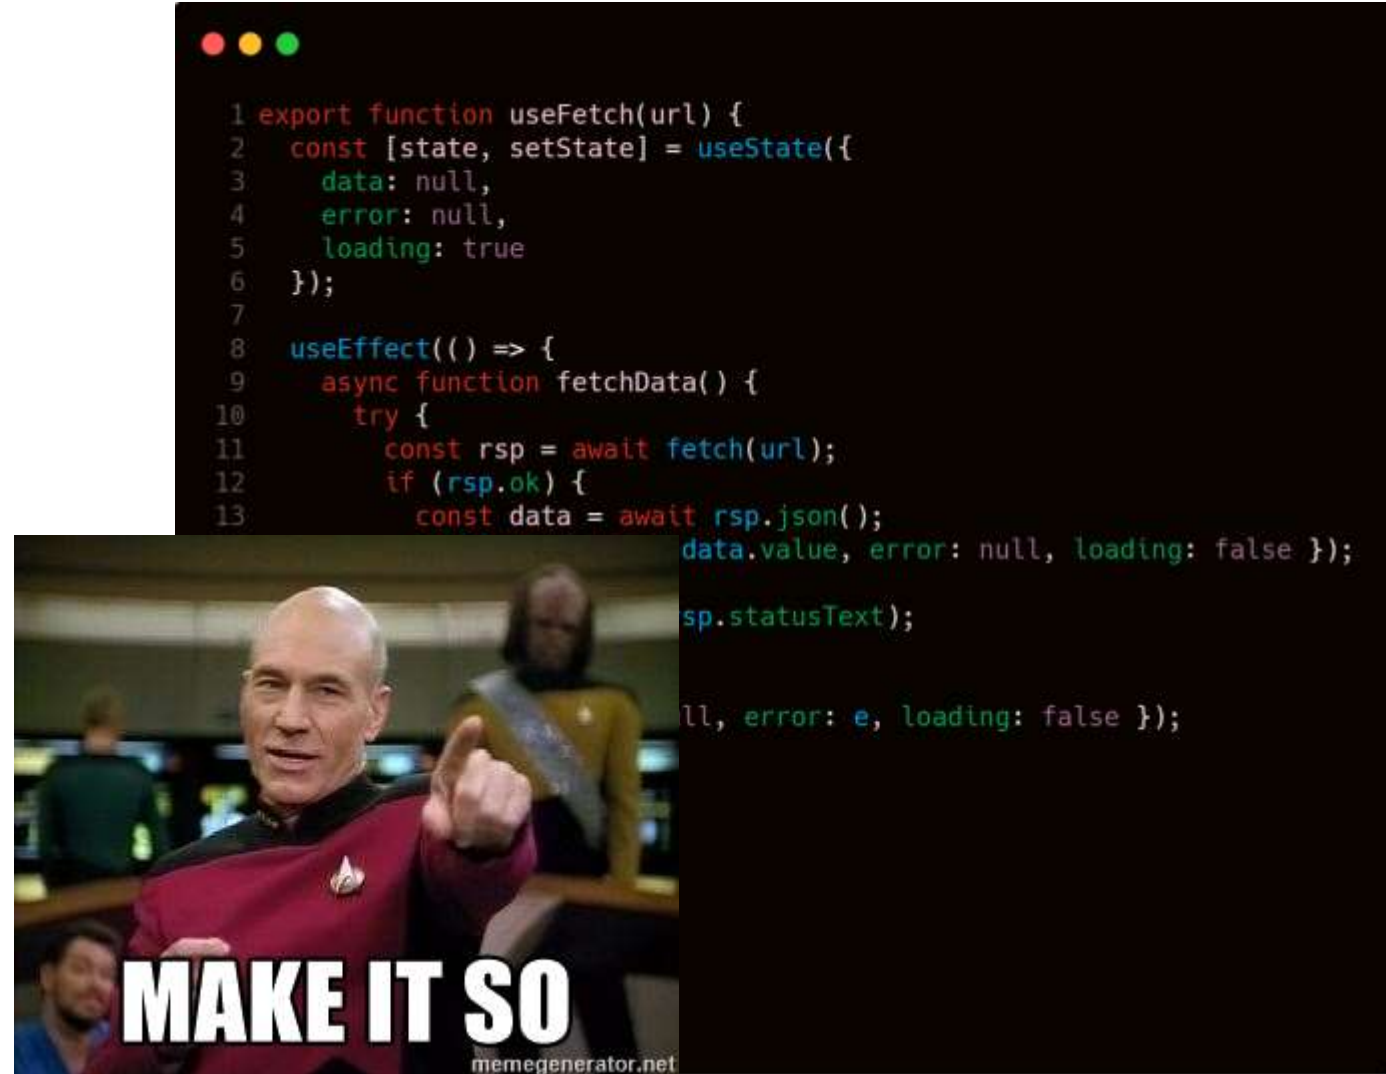 1 export function useFetch(url) {
2 const [state, setState] = useState({
3 data: null,
4 error: null,
5 loading: true
6 });
7
8 useEffect(() => {
9 async function fetchData() {
10 try {
11 const rsp = await fetch(url);
12 if (rsp.ok) {
13 const data = await rsp.json();
data.value, error: null, loading: false });
sp.statusText);
ll, error: e, loading: false });
MAKE IT SO
memegenerator.net